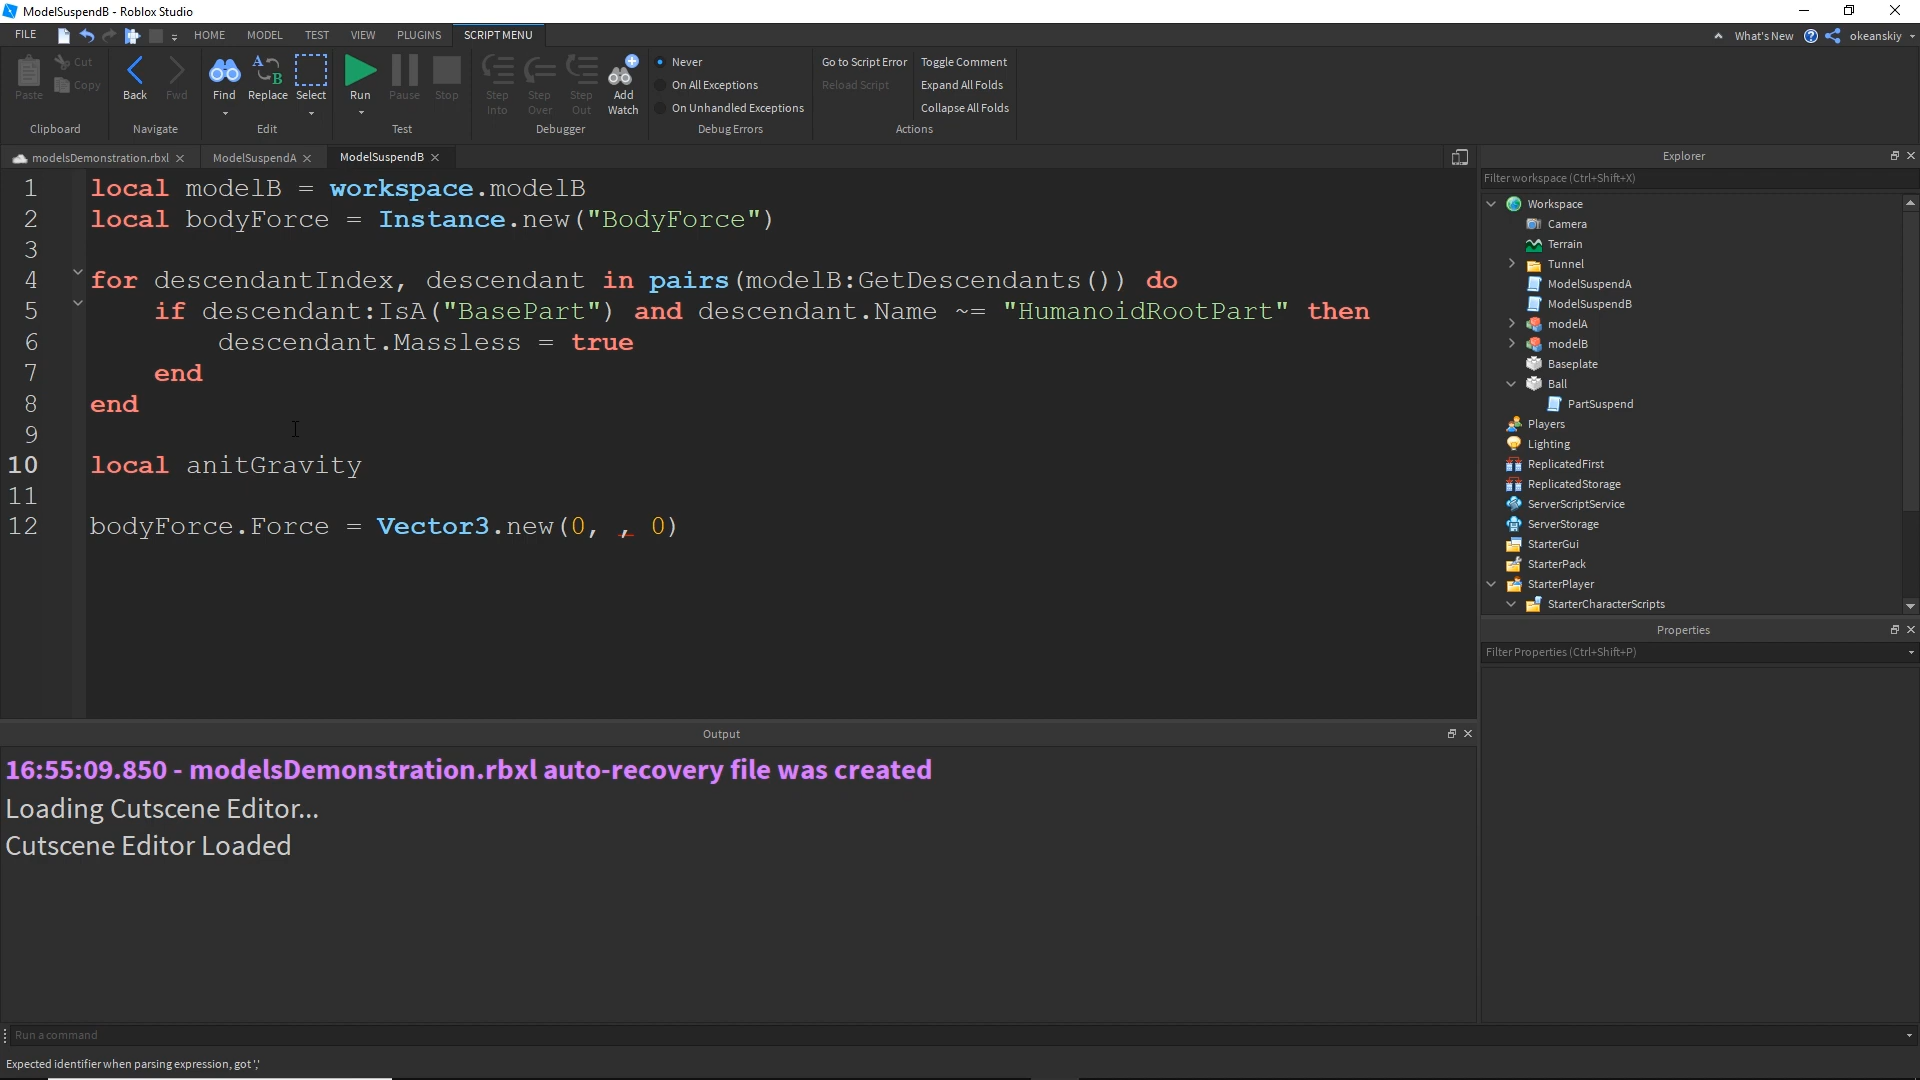 ModelSuspendB - Roblox Studio
FILE HOME MODEL TEST VIEW PLUGINS SCRIPT MENU What's New okeanskiy
Paste Cut Copy Back Fwd Find Replace Select Run Pause Stop Step Into Step Over Step Out Add Watch
Never
On All Exceptions
On Unhandled Exceptions
Go to Script Error
Reload Script
Toggle Comment
Expand All Folds
Collapse All Folds
Clipboard Navigate Edit Test Debugger Debug Errors Actions
modelsDemonstration.rbxl ModelSuspendA ModelSuspendB
1 local modelB = workspace.modelB
2 local bodyForce = Instance.new("BodyForce")
3
4 for descendantIndex, descendant in pairs(modelB:GetDescendants()) do
5 if descendant:IsA("BasePart") and descendant.Name ~= "HumanoidRootPart" then
6 descendant.Massless = true
7 end
8 end
9
10 local anitGravity
11
12 bodyForce.Force = Vector3.new(0, , 0)
Output
16:55:09.850 - modelsDemonstration.rbxl auto-recovery file was created
Loading Cutscene Editor...
Cutscene Editor Loaded
Explorer
Filter workspace (Ctrl+Shift+X)
Workspace
Camera
Terrain
Tunnel
ModelSuspendA
ModelSuspendB
modelA
modelB
Baseplate
Ball
PartSuspend
Players
Lighting
ReplicatedFirst
ReplicatedStorage
ServerScriptService
ServerStorage
StarterGui
StarterPack
StarterPlayer
StarterCharacterScripts
Properties
Filter Properties (Ctrl+Shift+P)
Run a command
Expected identifier when parsing expression, got ','